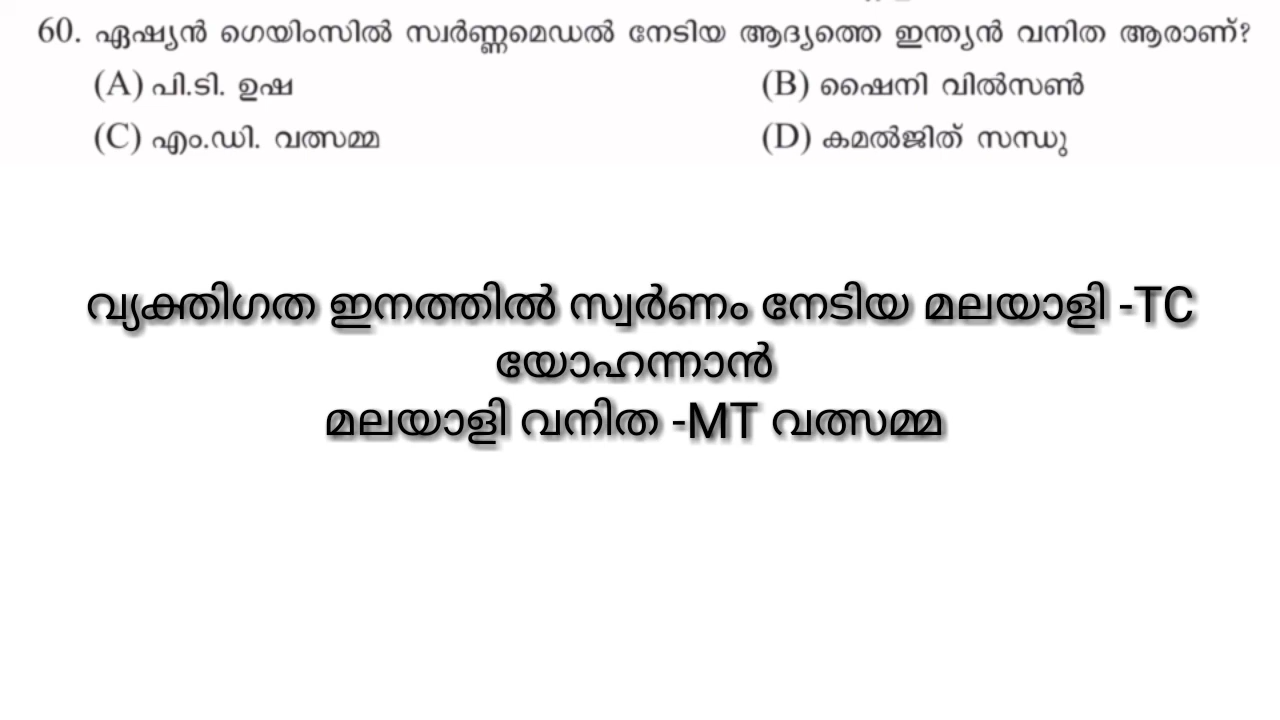 60. ഏഷ്യൻ ഗെയിംസിൽ സ്വർണ്ണമെഡൽ നേടിയ ആദ്യത്തെ ഇന്ത്യൻ വനിത ആരാണ്?
(A) പി.ടി. ഉഷ (B) ഷൈനി വിൽസൺ
(C) എം.ഡി. വത്സമ്മ (D) കമൽജിത് സന്ധു
വ്യക്തിഗത ഇനത്തിൽ സ്വർണം നേടിയ മലയാളി -TC
യോഹന്നാൻ
മലയാളി വനിത -MT വത്സമ്മ